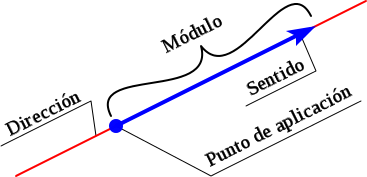 Módulo
Sentido
Dirección
Punto de aplicación